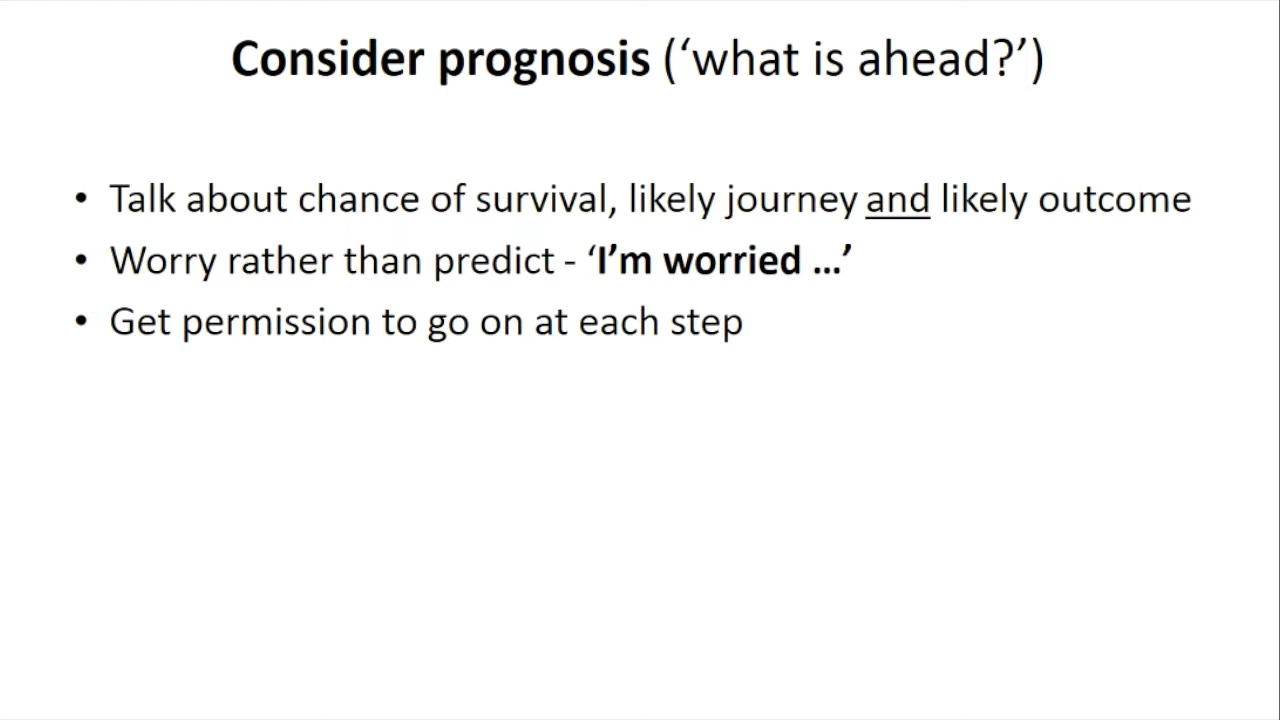 Consider prognosis (‘what is ahead?’)
• Talk about chance of survival, likely journey and likely outcome
• Worry rather than predict - ‘I’m worried …’
• Get permission to go on at each step